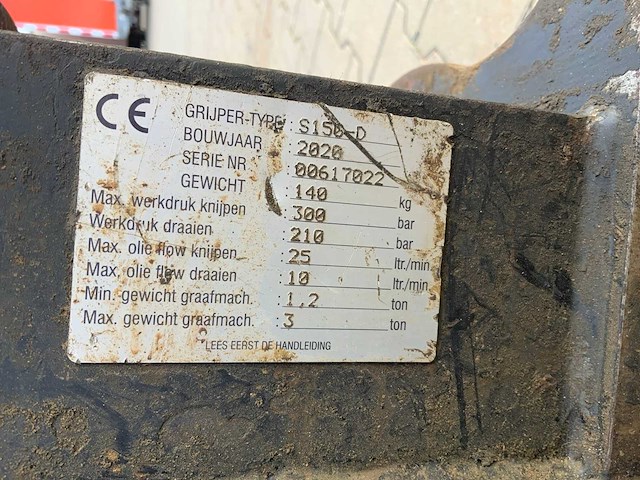 CE GRIJPER-TYPE : S150-D
BOUWJAAR : 2020
SERIE NR : 00617022
GEWICHT : 140 kg
Max. werkdruk knijpen : 300 bar
Werkdruk draaien : 210 bar
Max. olie flow knijpen : 25 ltr./min.
Max. olie flow draaien : 10 ltr./min.
Min. gewicht graafmach. : 1,2 ton
Max. gewicht graafmach. : 3 ton
*LEES EERST DE HANDLEIDING